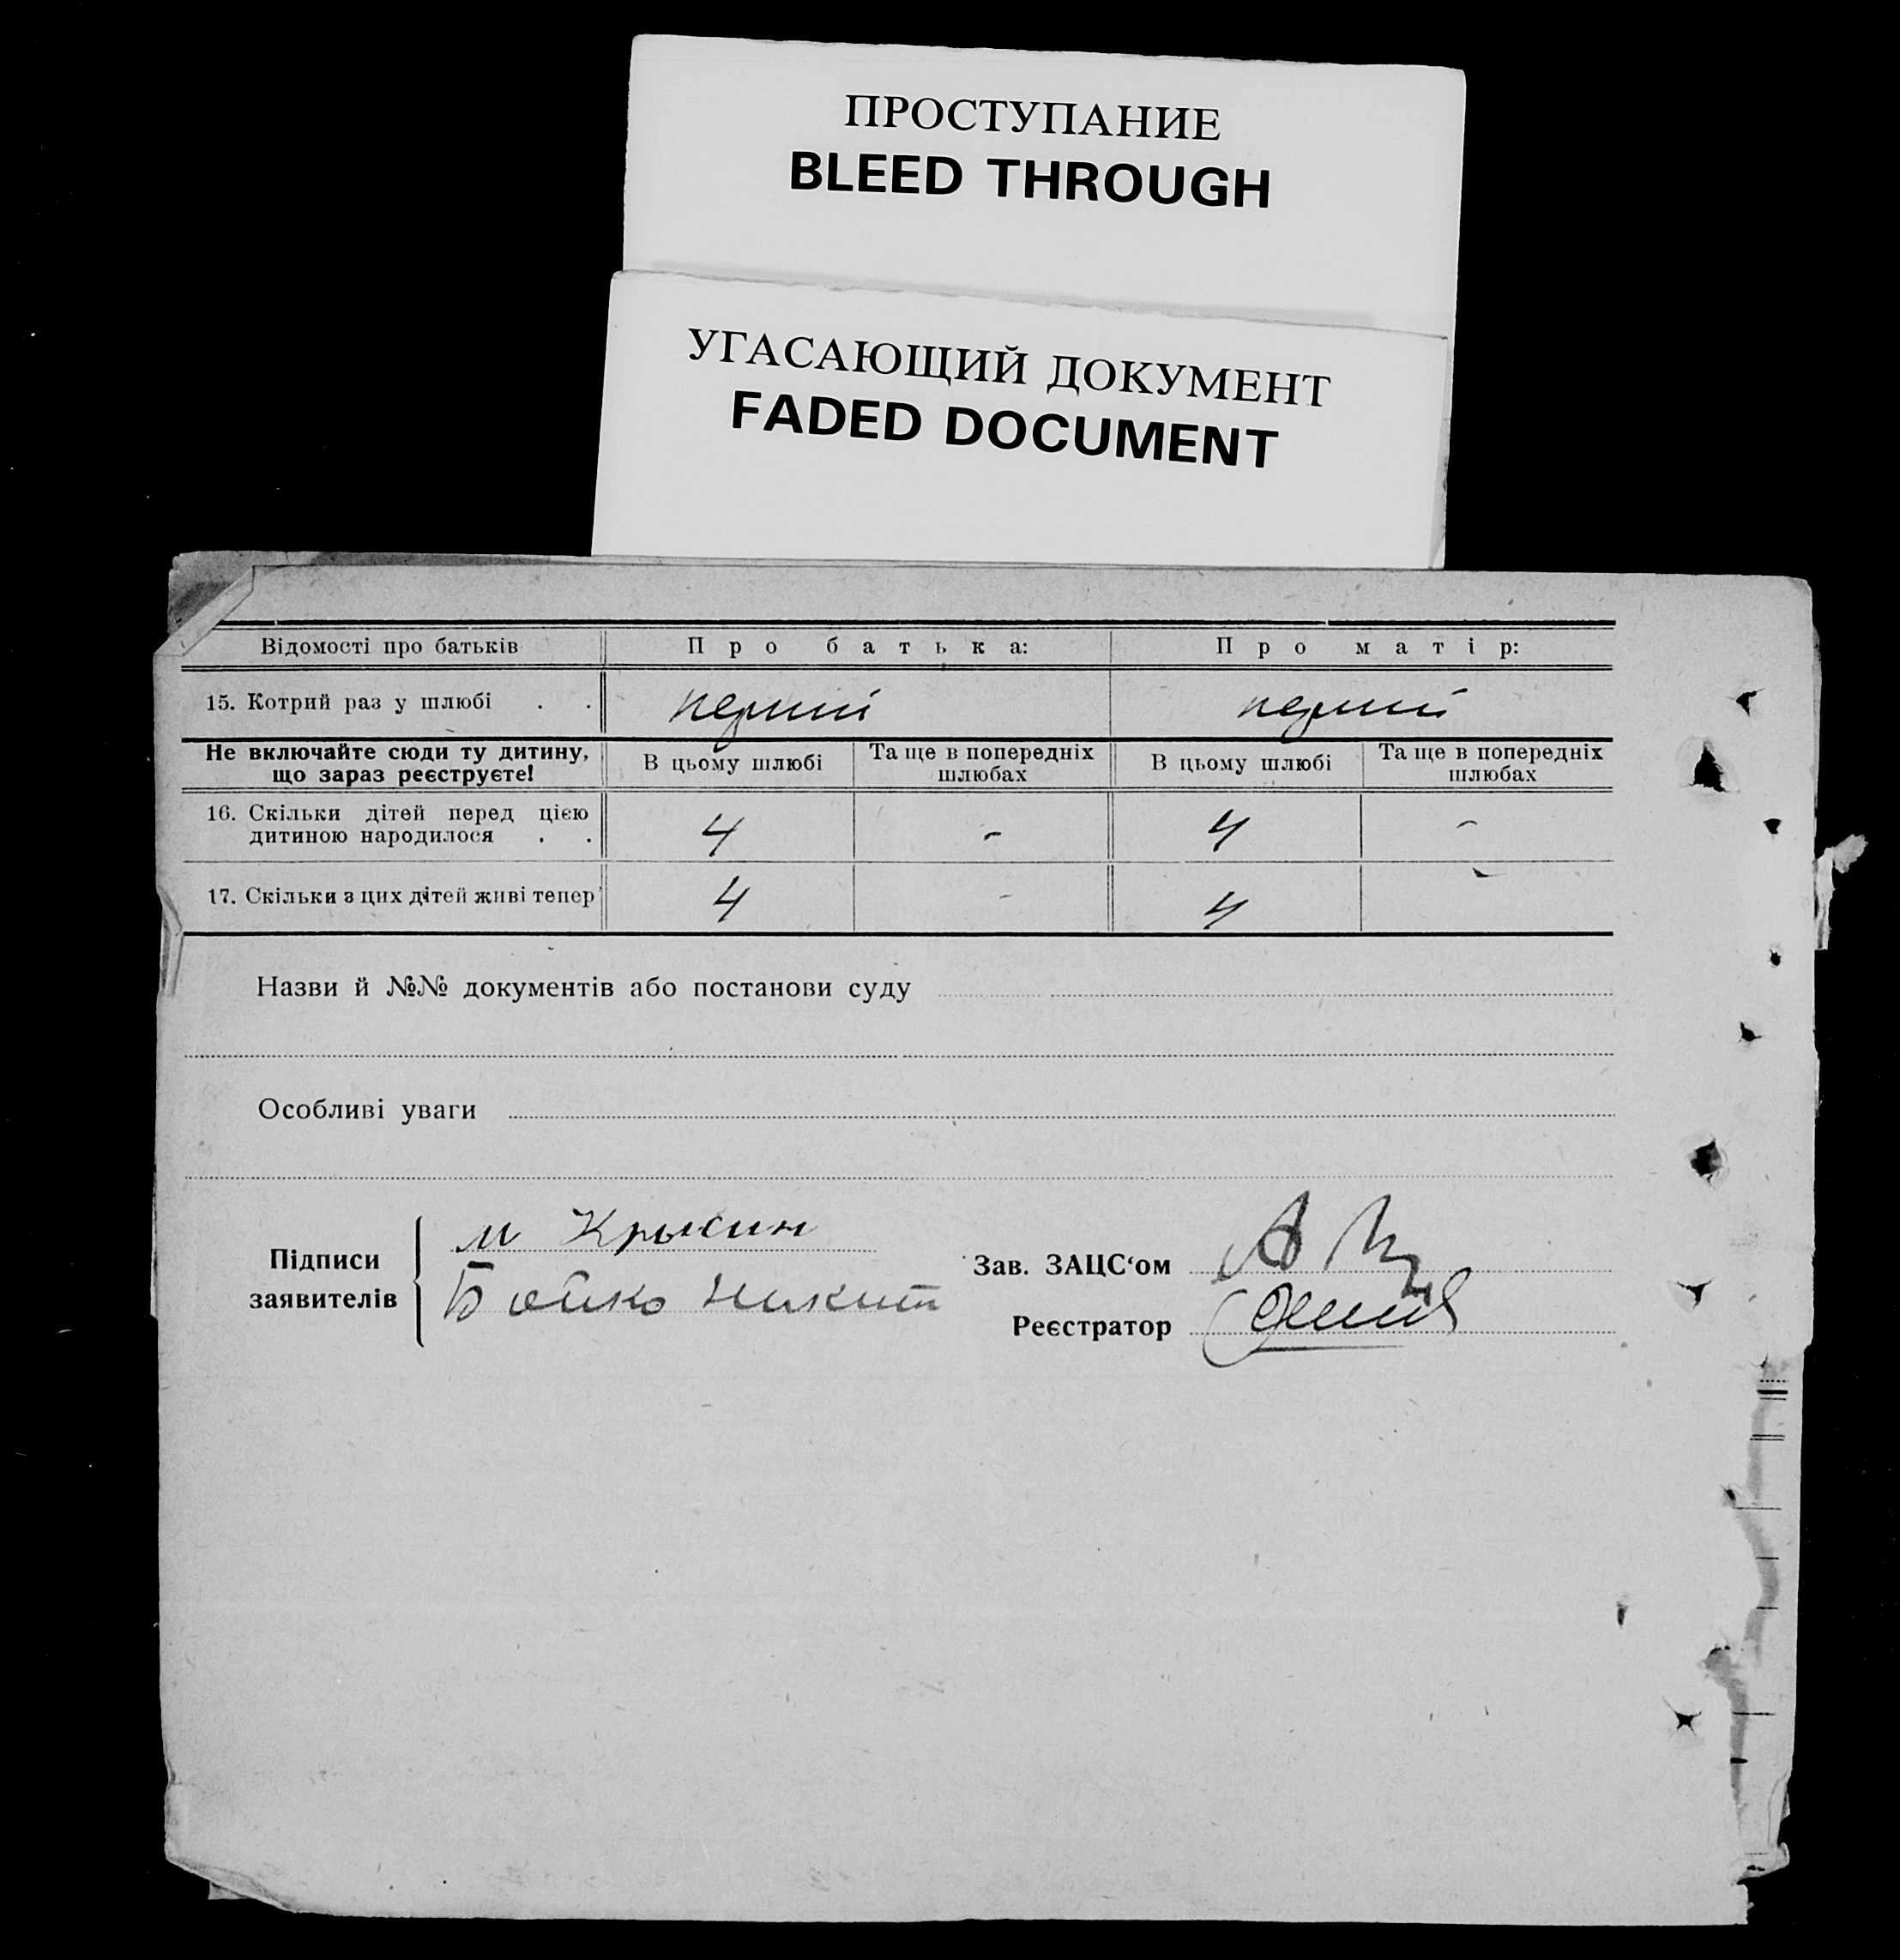 ПРОСТУПАНИЕ
BLEED THROUGH
УГАСАЮЩИЙ ДОКУМЕНТ
FADED DOCUMENT
Відомості про батьків Про батька: Про матір:
15. Котрий раз у шлюбі . . перший перший
Не включайте сюди ту дитину, що зараз реєструєте! В цьому шлюбі Та ще в попередніх шлюбах В цьому шлюбі Та ще в попередніх шлюбах
16. Скільки дітей перед цією дитиною народилося . . 4 - 4 -
17. Скільки з цих дітей живі тепер 4 - 4 -
Назви й №№ документів або постанови суду
Особливі уваги
Підписи заявителів
м Крысин
Бойко Никит
Зав. ЗАЦС‘ом
Реєстратор